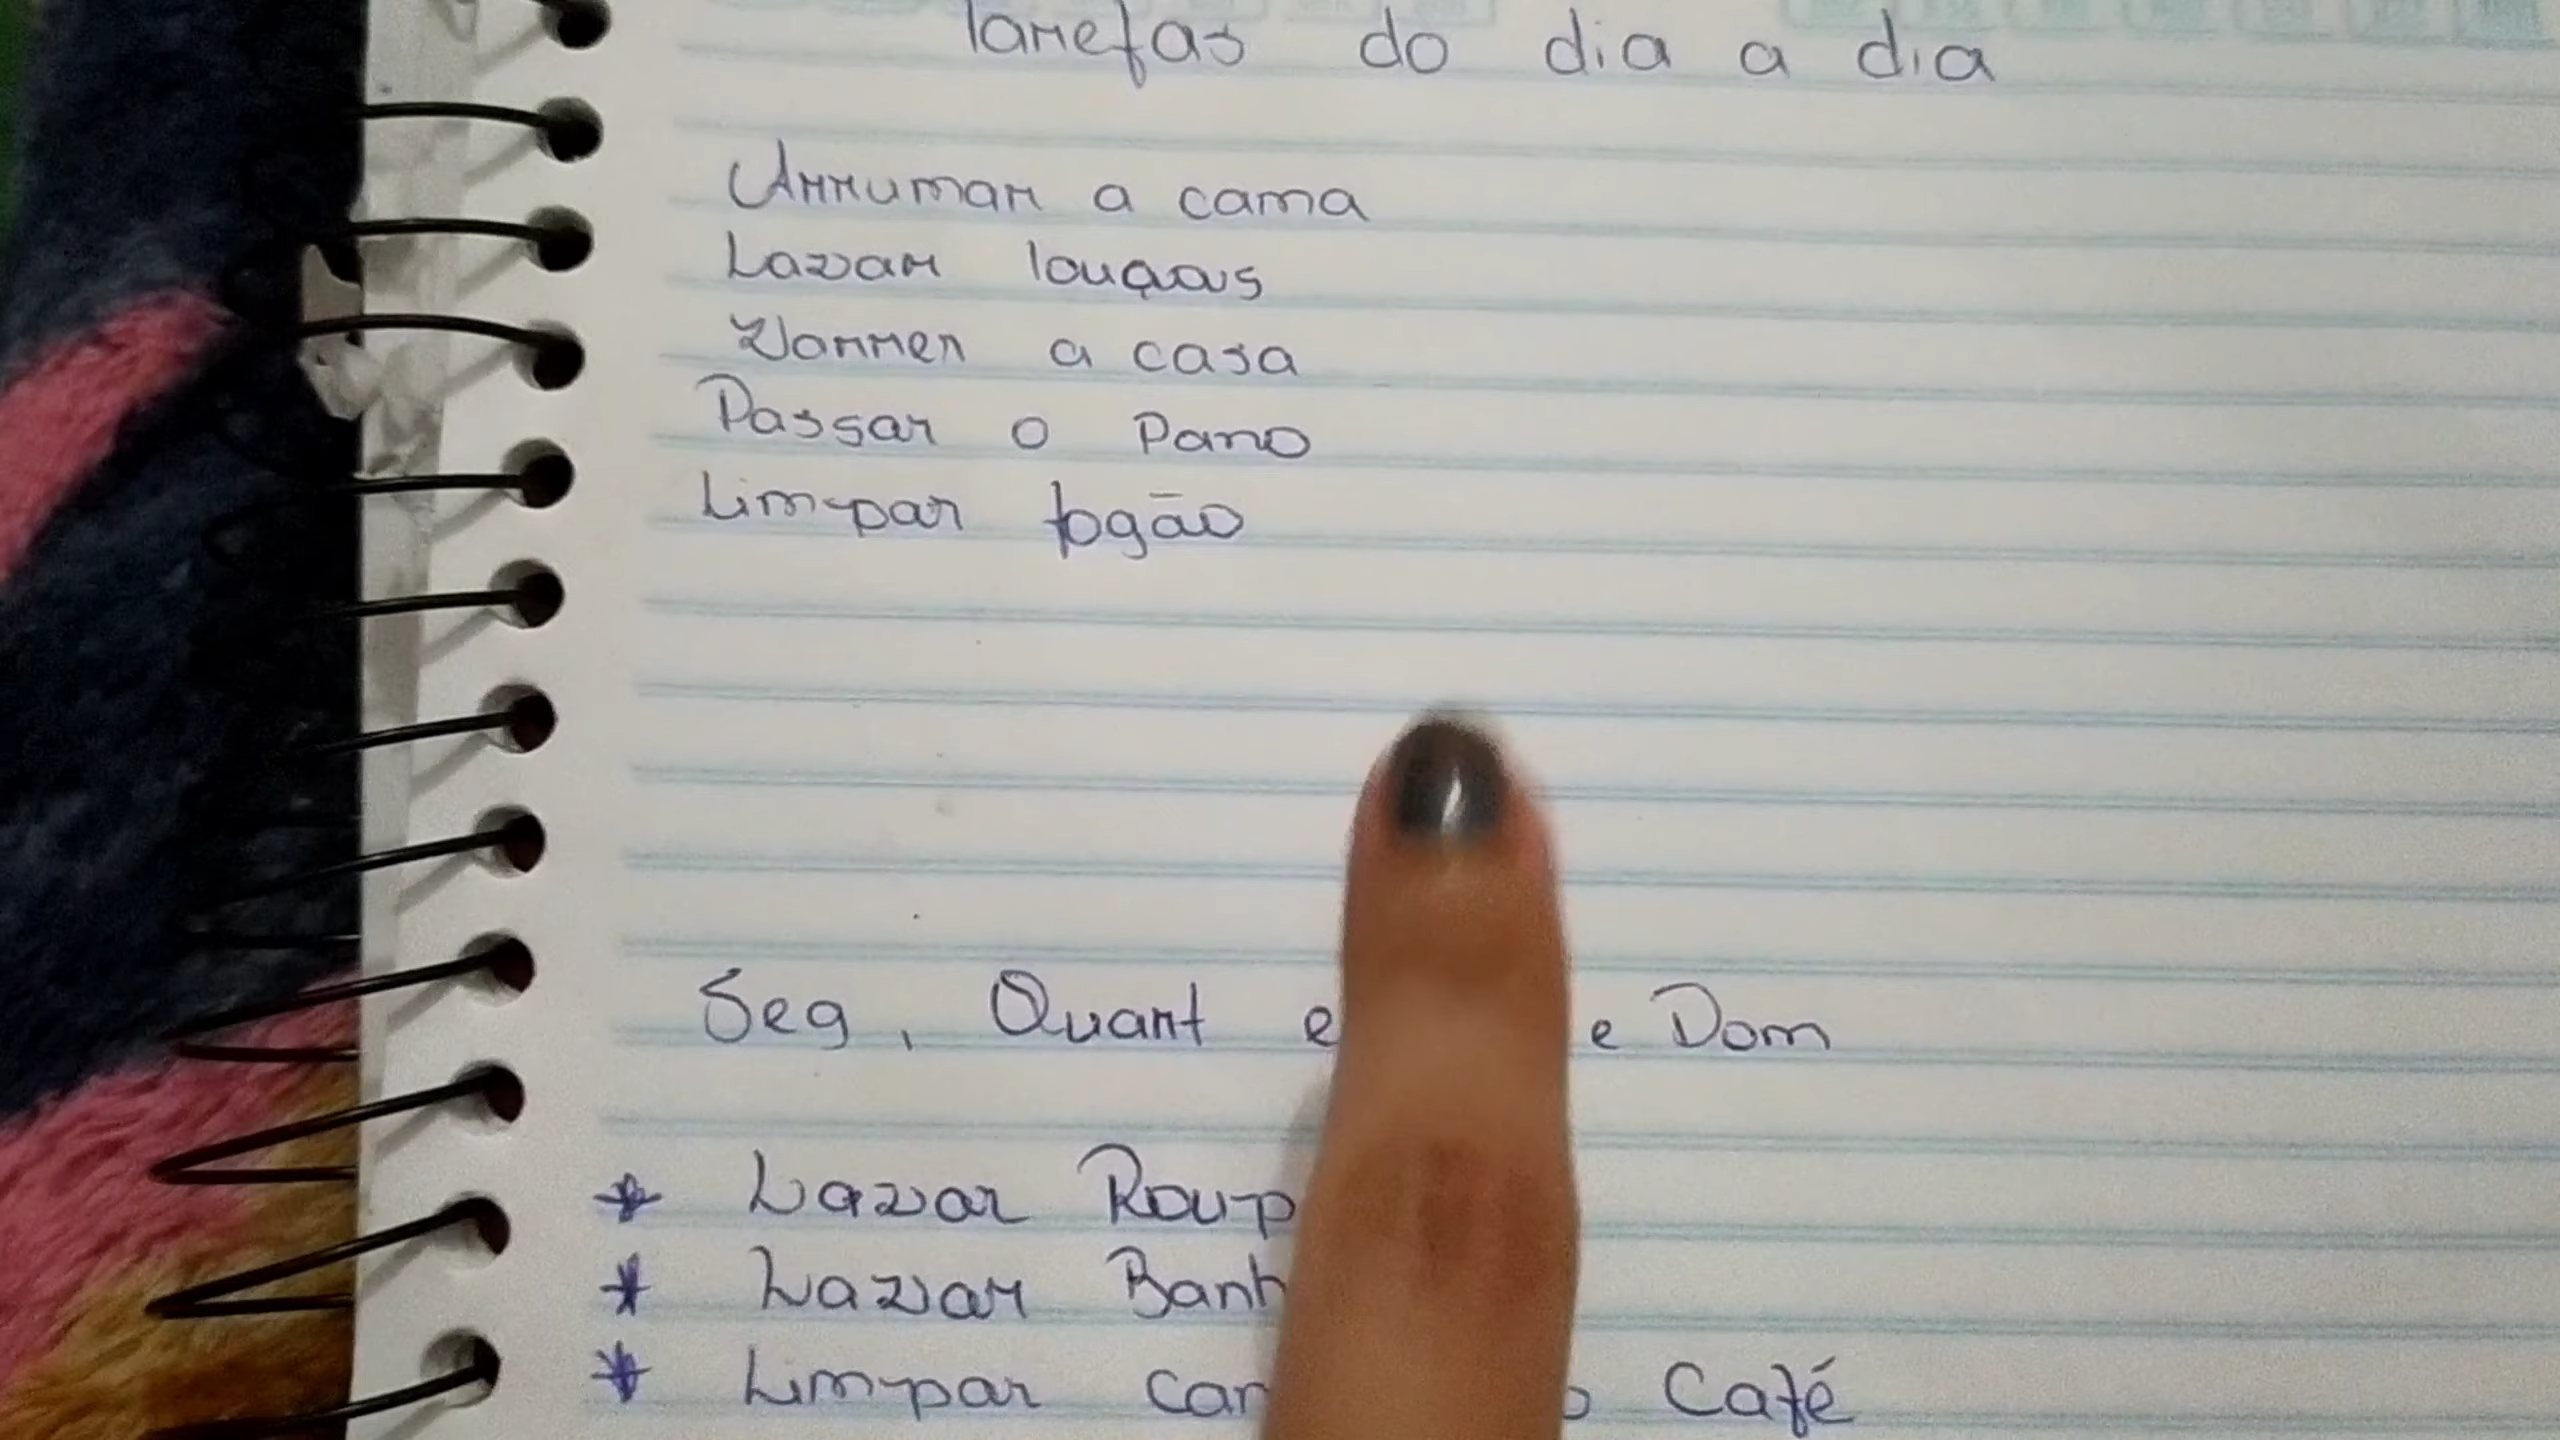 Tarefas do dia a dia
Arrumar a cama
Lavar louças
Varrer a casa
Passar o Pano
Limpar fogão
Seg, Quart e e Dom
* Lavar Roup
* Lavar Banh
* Limpar Café